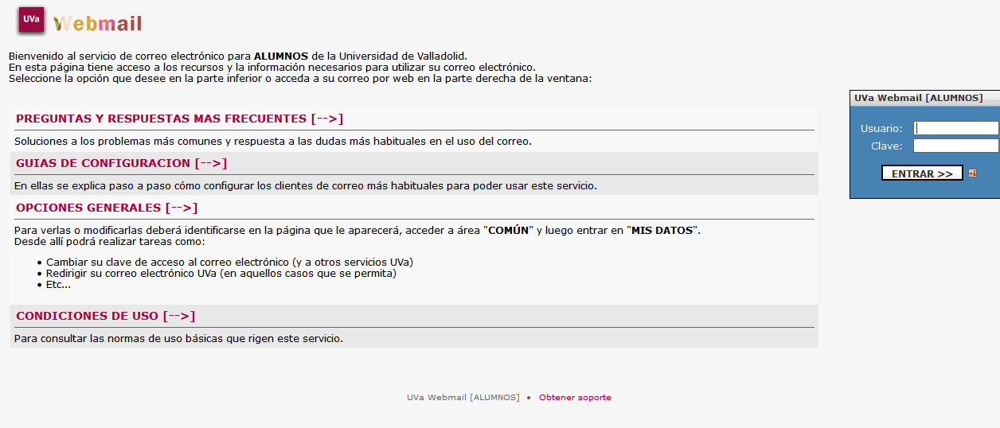 UVa Webmail
Bienvenido al servicio de correo electrónico para ALUMNOS de la Universidad de Valladolid.
En esta página tiene acceso a los recursos y la información necesarios para utilizar su correo electrónico.
Seleccione la opción que desee en la parte inferior o acceda a su correo por web en la parte derecha de la ventana:
PREGUNTAS Y RESPUESTAS MAS FRECUENTES [-->]
Soluciones a los problemas más comunes y respuesta a las dudas más habituales en el uso del correo.
GUIAS DE CONFIGURACION [-->]
En ellas se explica paso a paso cómo configurar los clientes de correo más habituales para poder usar este servicio.
OPCIONES GENERALES [-->]
Para verlas o modificarlas deberá identificarse en la página que le aparecerá, acceder a área "COMÚN" y luego entrar en "MIS DATOS".
Desde allí podrá realizar tareas como:
• Cambiar su clave de acceso al correo electrónico (y a otros servicios UVa)
• Redirigir su correo electrónico UVa (en aquellos casos que se permita)
• Etc...
CONDICIONES DE USO [-->]
Para consultar las normas de uso básicas que rigen este servicio.
UVa Webmail [ALUMNOS]
Usuario:
Clave:
ENTRAR >>
UVa Webmail [ALUMNOS] • Obtener soporte